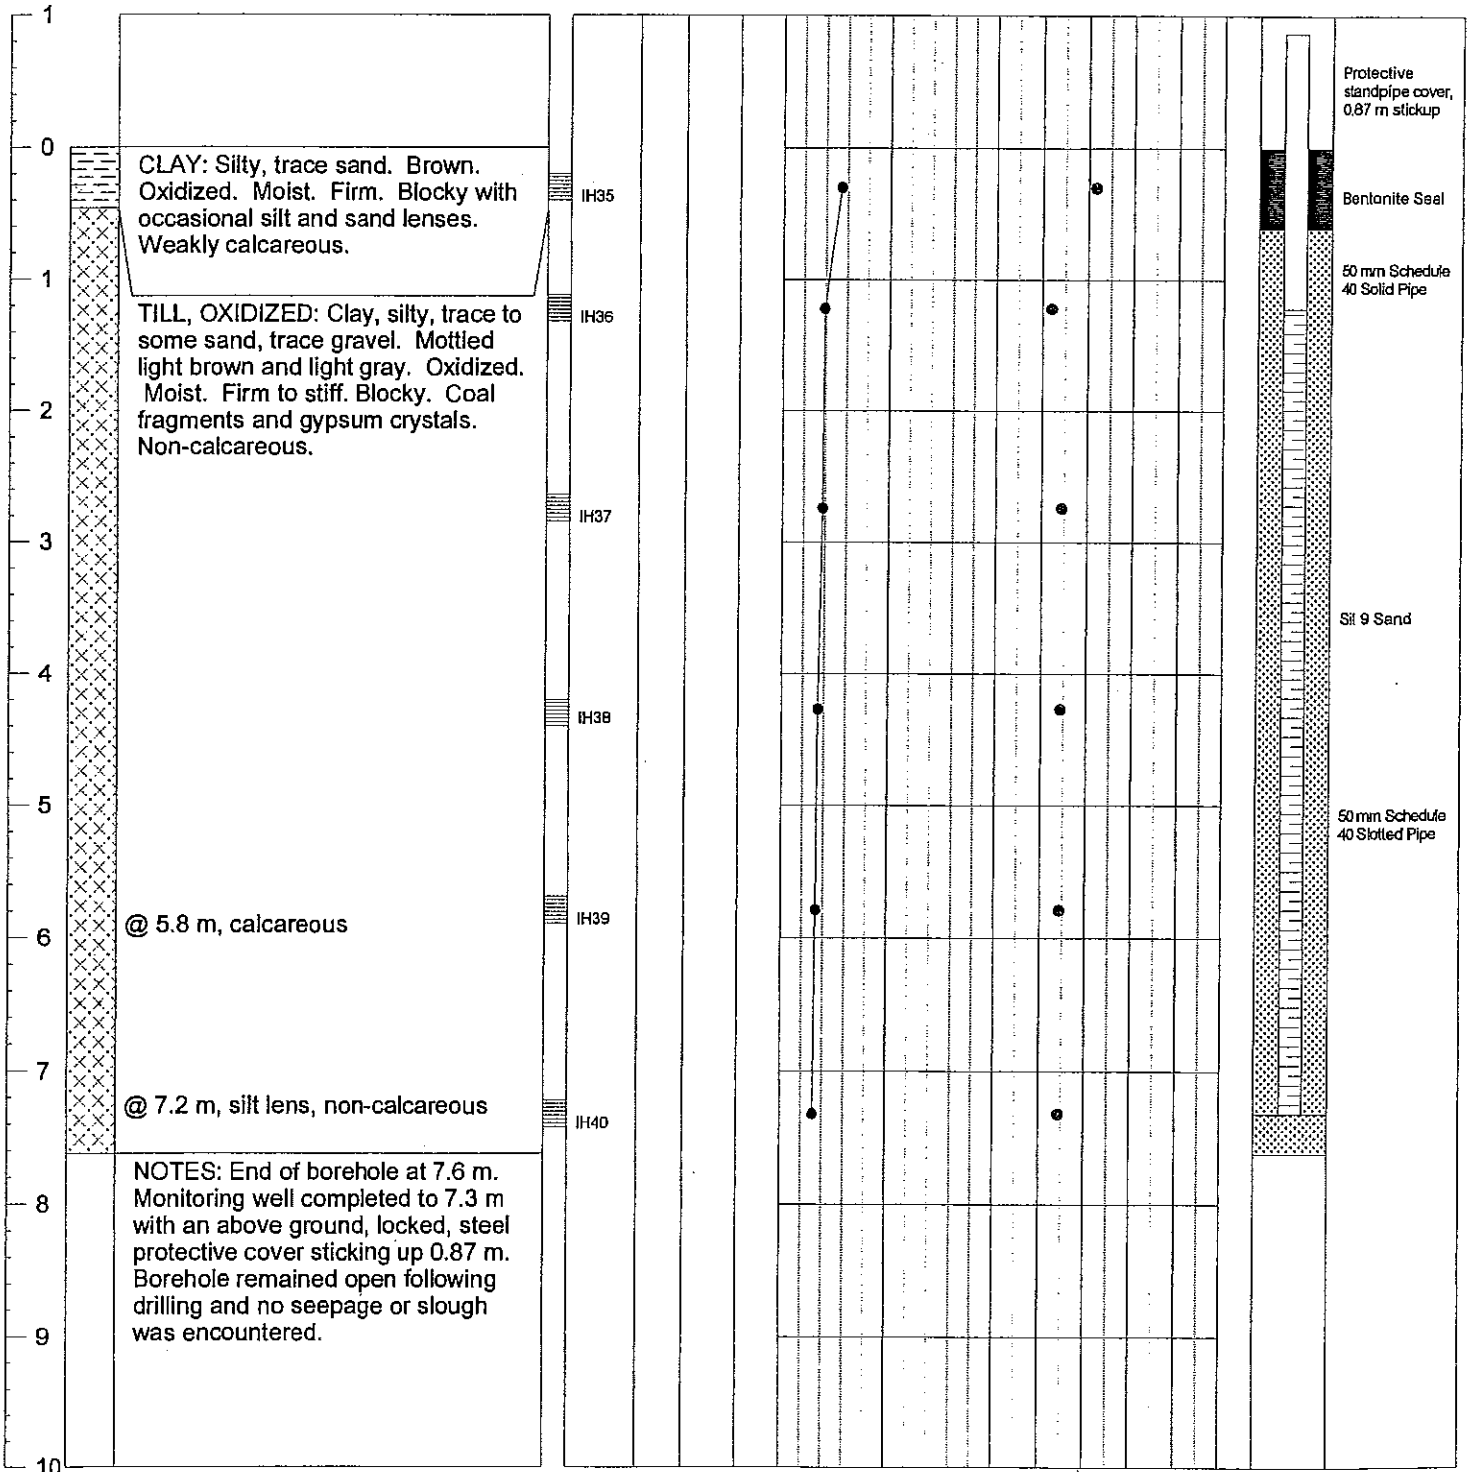 1
Protective
standpipe cover,
0.87 m stickup
0
CLAY: Silty, trace sand. Brown.
Oxidized. Moist. Firm. Blocky with
occasional silt and sand lenses.
Weakly calcareous.
IH35
Bentonite Seal
1
50 mm Schedule
40 Solid Pipe
TILL, OXIDIZED: Clay, silty, trace to
some sand, trace gravel. Mottled
light brown and light gray. Oxidized.
Moist. Firm to stiff. Blocky. Coal
fragments and gypsum crystals.
Non-calcareous.
IH36
2
IH37
3
Sil 9 Sand
4
IH38
5
50 mm Schedule
40 Slotted Pipe
@ 5.8 m, calcareous
IH39
6
7
@ 7.2 m, silt lens, non-calcareous
IH40
NOTES: End of borehole at 7.6 m.
Monitoring well completed to 7.3 m
with an above ground, locked, steel
protective cover sticking up 0.87 m.
Borehole remained open following
drilling and no seepage or slough
was encountered.
8
9
10